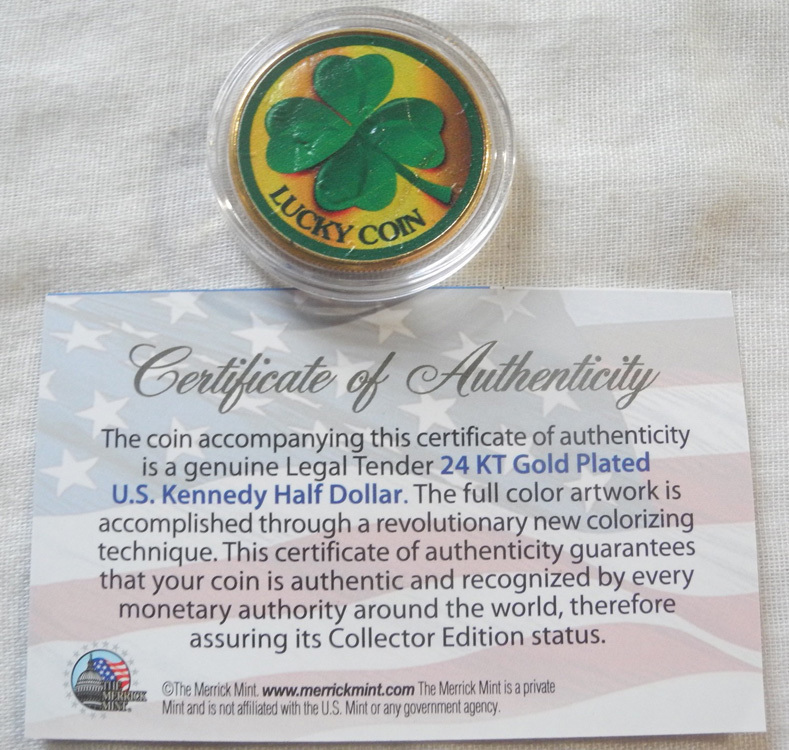 LUCKY COIN
Certificate of Authenticity
The coin accompanying this certificate of authenticity
is a genuine Legal Tender 24 KT Gold Plated
U.S. Kennedy Half Dollar. The full color artwork is
accomplished through a revolutionary new colorizing
technique. This certificate of authenticity guarantees
that your coin is authentic and recognized by every
monetary authority around the world, therefore
assuring its Collector Edition status.
THE
MERRICK
MINT
©The Merrick Mint. www.merrickmint.com The Merrick Mint is a private
Mint and is not affiliated with the U.S. Mint or any government agency.